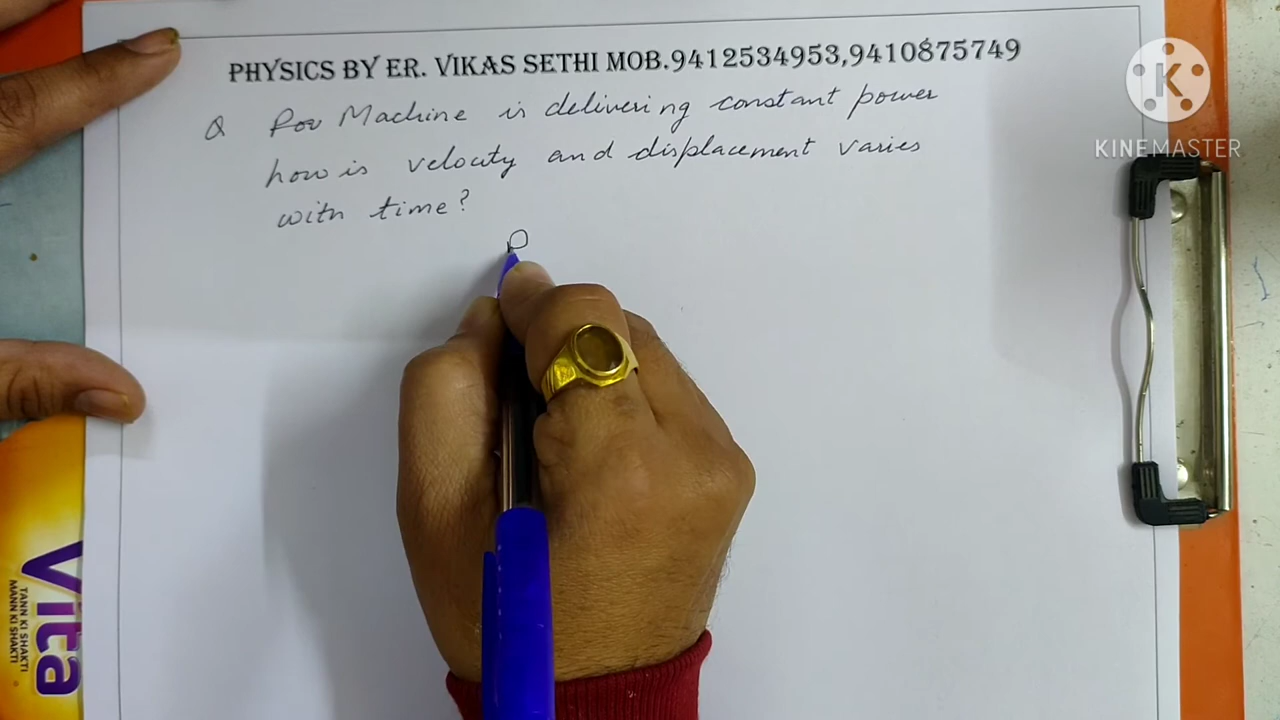 PHYSICS BY ER. VIKAS SETHI MOB.9412534953,9410875749
Q For Machine is delivering constant power
how is velocity and displacement varies
with time?
K
KINEMASTER
Vita
TANN KI SHAKTI
MANN KI SHAKTI